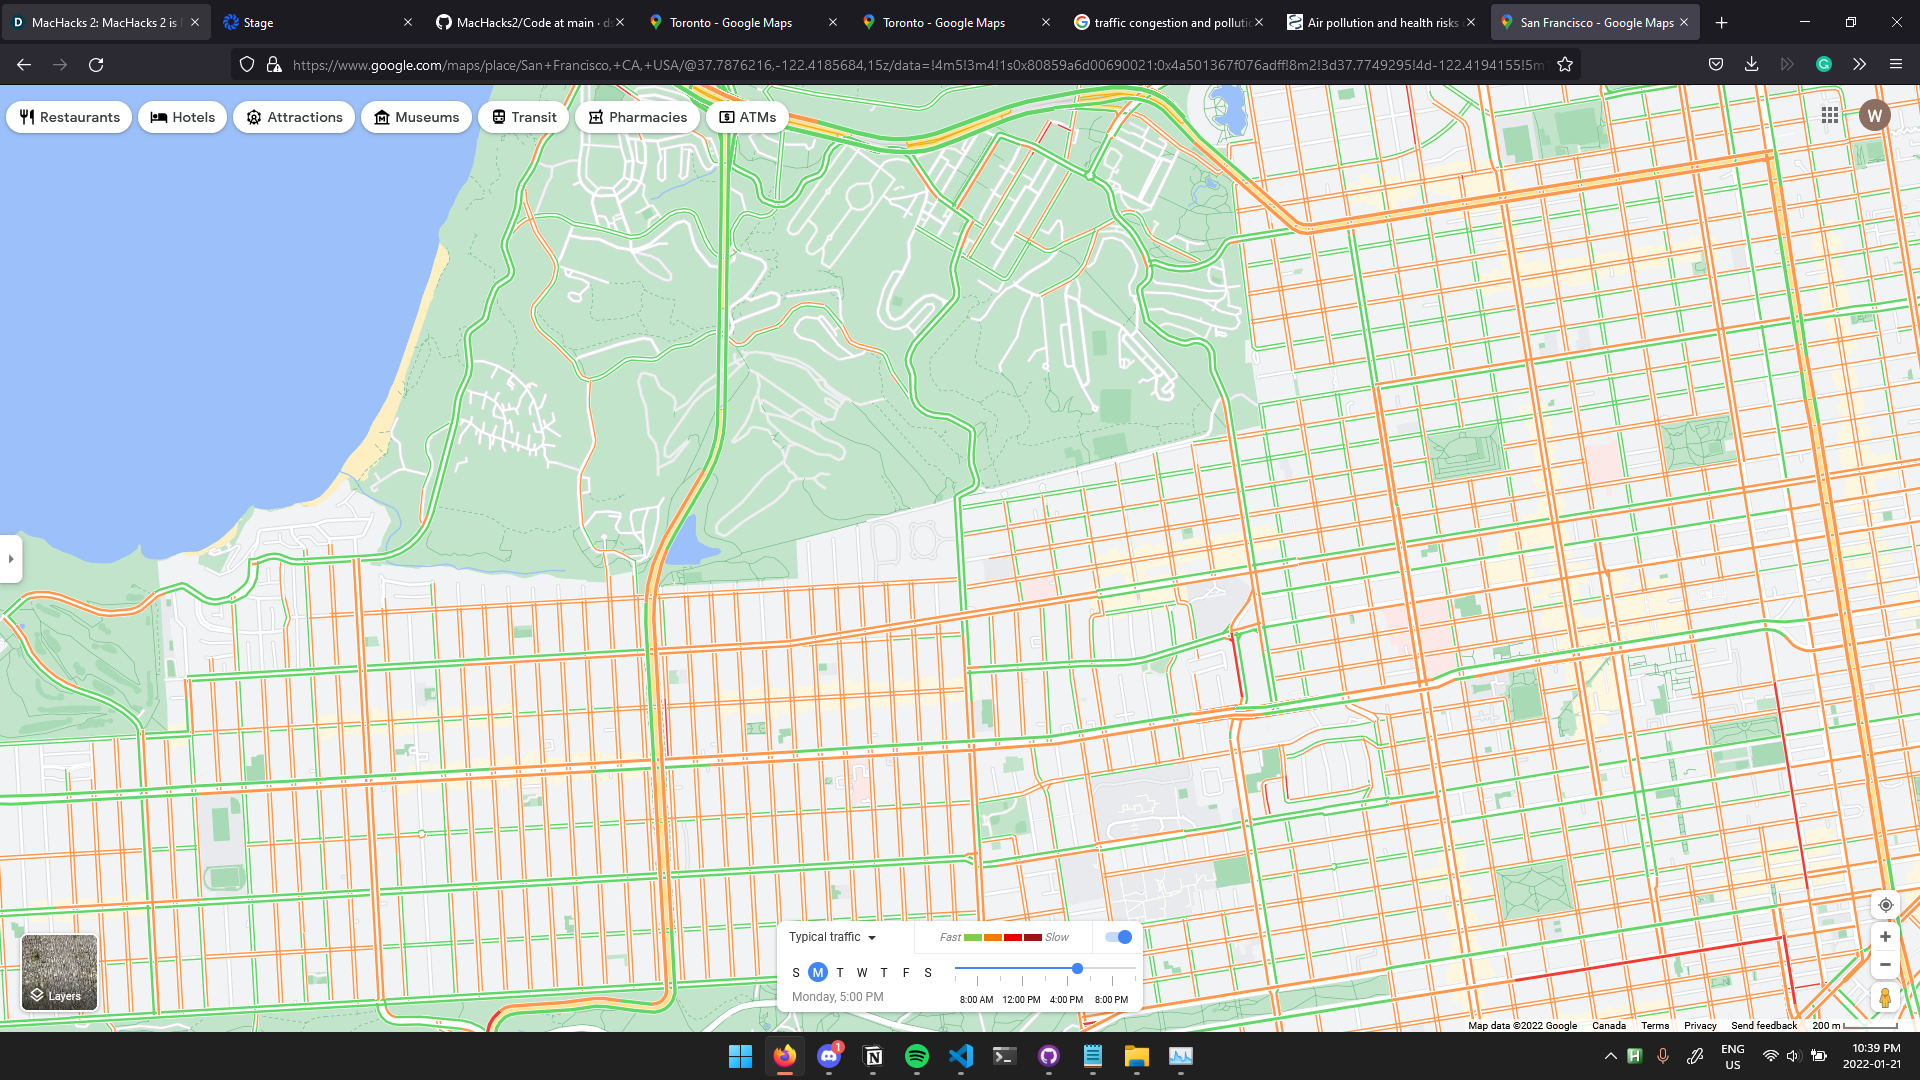 MacHacks 2: MacHacks 2 is
Stage
MacHacks2/Code at main · ds
Toronto - Google Maps
Toronto - Google Maps
traffic congestion and pollutio
Air pollution and health risks
San Francisco - Google Maps
https://www.google.com/maps/place/San+Francisco,+CA,+USA/@37.7876216,-122.4185684,15z/data=!4m5!3m4!1s0x80859a6d00690021:0x4a501367f076adff!8m2!3d37.7749295!4d-122.4194155!5m1
Restaurants
Hotels
Attractions
Museums
Transit
Pharmacies
ATMs
W
Typical traffic
Fast
Slow
S M T W T F S
Monday, 5:00 PM
8:00 AM 12:00 PM 4:00 PM 8:00 PM
Layers
Map data ©2022 Google Canada Terms Privacy Send feedback 200 m
1
ENG
US
10:39 PM
2022-01-21